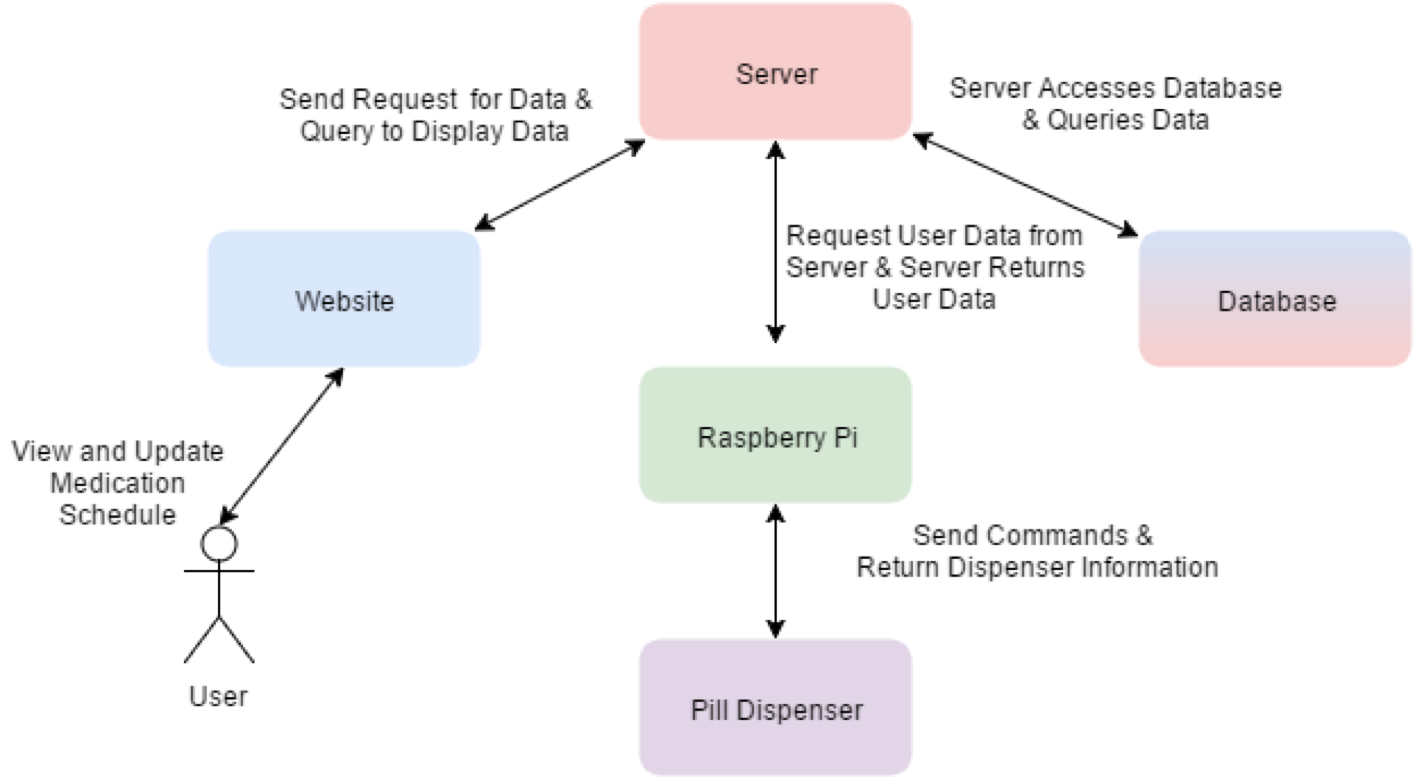 Server
Send Request for Data &
Query to Display Data
Server Accesses Database
& Queries Data
Request User Data from
Server & Server Returns
User Data
Website
Database
Raspberry Pi
View and Update
Medication
Schedule
Send Commands &
Return Dispenser Information
User
Pill Dispenser